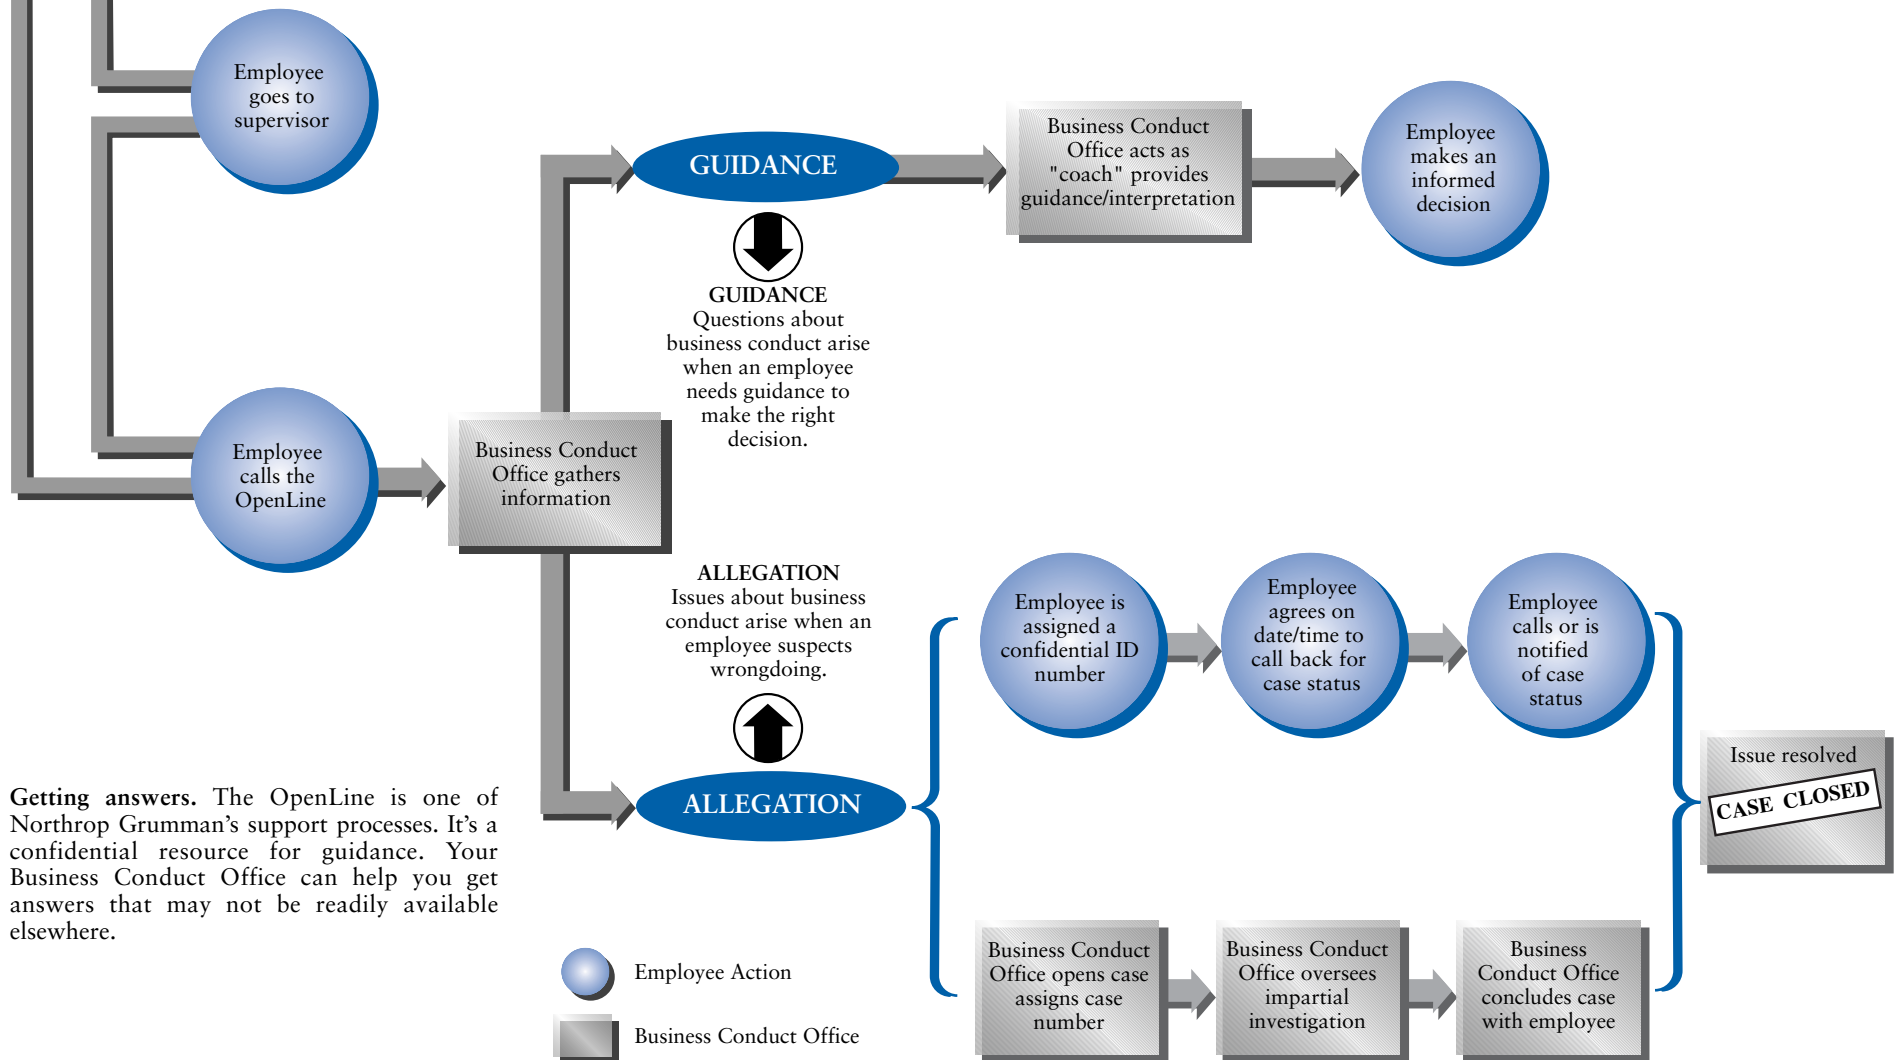 Employee
goes to
supervisor
GUIDANCE
Business Conduct
Office acts as
"coach" provides
guidance/interpretation
Employee
makes an
informed
decision
GUIDANCE
Questions about
business conduct arise
when an employee
needs guidance to
make the right
decision.
Employee
calls the
OpenLine
Business Conduct
Office gathers
information
ALLEGATION
Issues about business
conduct arise when an
employee suspects
wrongdoing.
ALLEGATION
Employee is
assigned a
confidential ID
number
Employee
agrees on
date/time to
call back for
case status
Employee
calls or is
notified
of case
status
Issue resolved
CASE CLOSED
Business Conduct
Office opens case
assigns case
number
Business Conduct
Office oversees
impartial
investigation
Business
Conduct Office
concludes case
with employee
Getting answers. The OpenLine is one of
Northrop Grumman's support processes. It's a
confidential resource for guidance. Your
Business Conduct Office can help you get
answers that may not be readily available
elsewhere.
Employee Action
Business Conduct Office